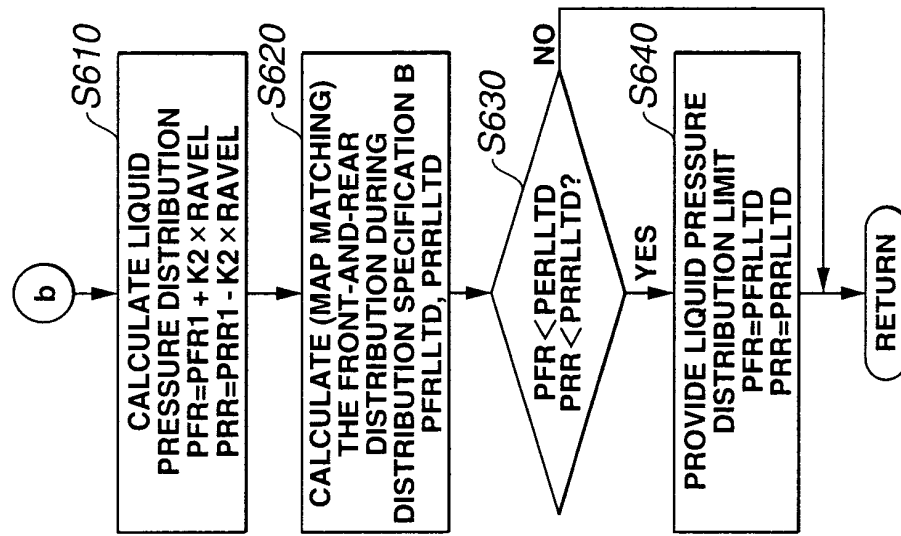 b
S610
CALCULATE LIQUID
PRESSURE DISTRIBUTION
PFR=PFR1 + K2 × RAVEL
PRR=PRR1 - K2 × RAVEL
S620
CALCULATE (MAP MATCHING)
THE FRONT-AND-REAR
DISTRIBUTION DURING
DISTRIBUTION SPECIFICATION B
PFRLLTD, PRRLLTD
S630
PFR<PERLLTD
PRR<PRRLLTD?
NO
YES
S640
PROVIDE LIQUID PRESSURE
DISTRIBUTION LIMIT
PFR=PFRLLTD
PRR=PRRLLTD
RETURN